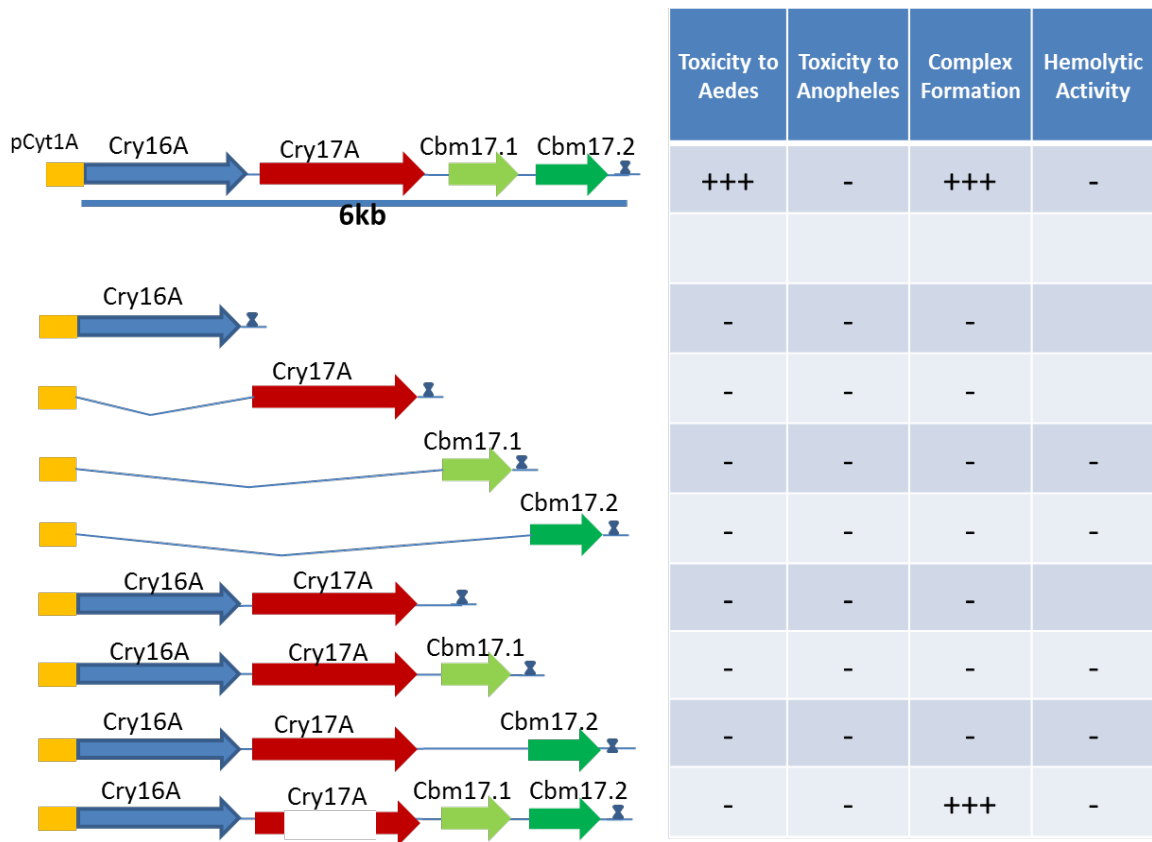 Toxicity to Aedes
Toxicity to Anopheles
Complex Formation
Hemolytic Activity
pCyt1A
Cry16A
Cry17A
Cbm17.1
Cbm17.2
+++ - +++ -
6kb
Cry16A
- - -
Cry17A
- - -
Cbm17.1
- - - -
Cbm17.2
- - - -
Cry16A Cry17A
- - -
Cry16A Cry17A Cbm17.1
- - - -
Cry16A Cry17A Cbm17.2
- - - -
Cry16A Cry17A Cbm17.1 Cbm17.2
- - +++ -